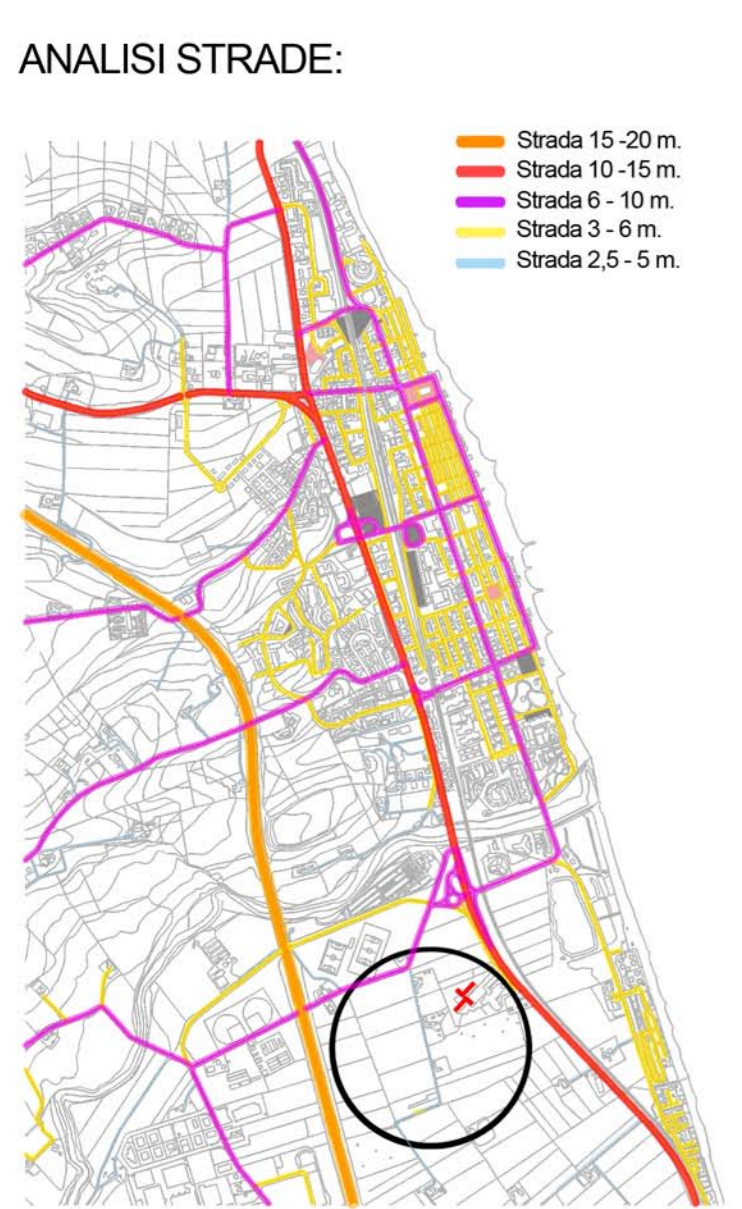 ANALISI STRADE:
Strada 15 -20 m.
Strada 10 -15 m.
Strada 6 - 10 m.
Strada 3 - 6 m.
Strada 2,5 - 5 m.